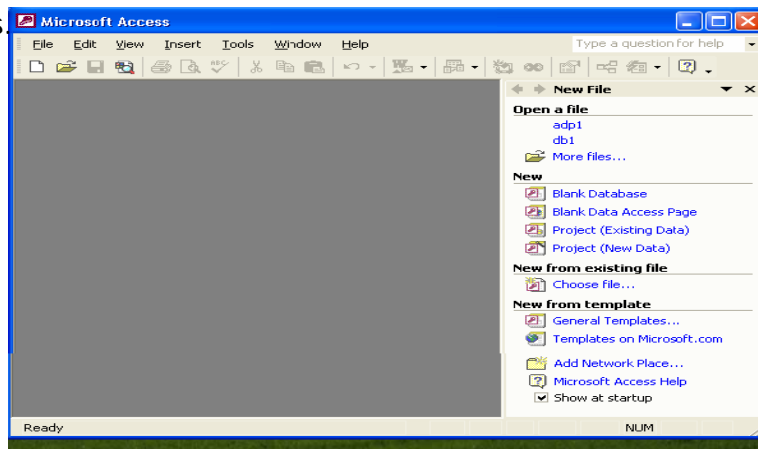 s.
Microsoft Access
File Edit View Insert Tools Window Help Type a question for help
New File
Open a file
adp1
db1
More files...
New
Blank Database
Blank Data Access Page
Project (Existing Data)
Project (New Data)
New from existing file
Choose file...
New from template
General Templates...
Templates on Microsoft.com
Add Network Place...
Microsoft Access Help
Show at startup
Ready NUM